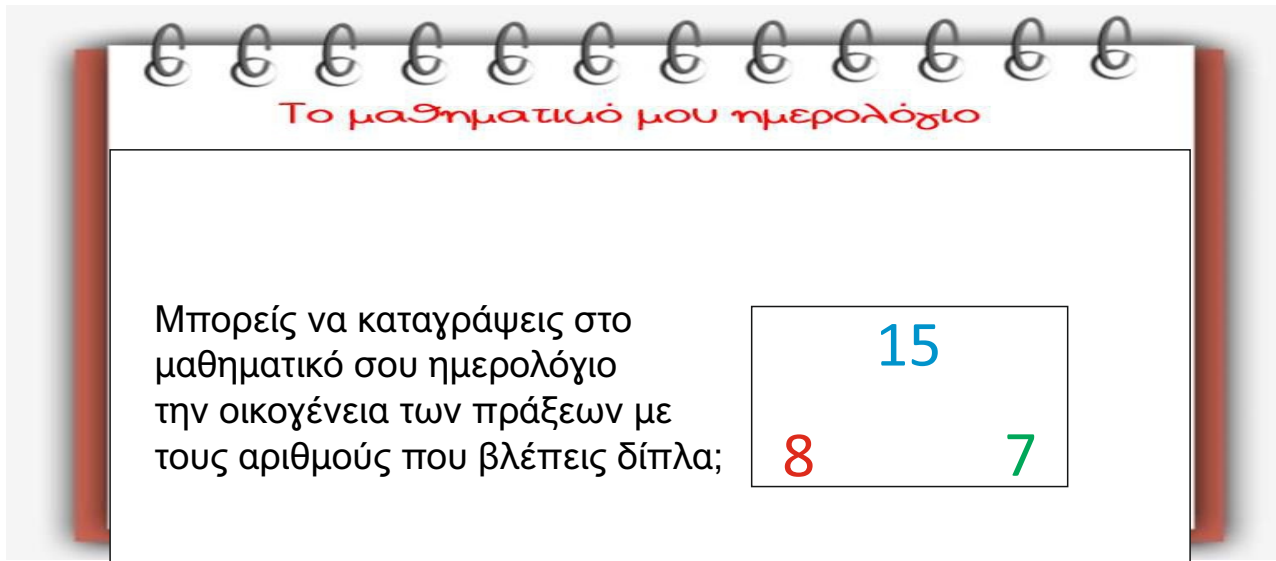 Το μαθηματικό μου ημερολόγιο
Μπορείς να καταγράψεις στο
μαθηματικό σου ημερολόγιο
την οικογένεια των πράξεων με
τους αριθμούς που βλέπεις δίπλα;
15
8 7